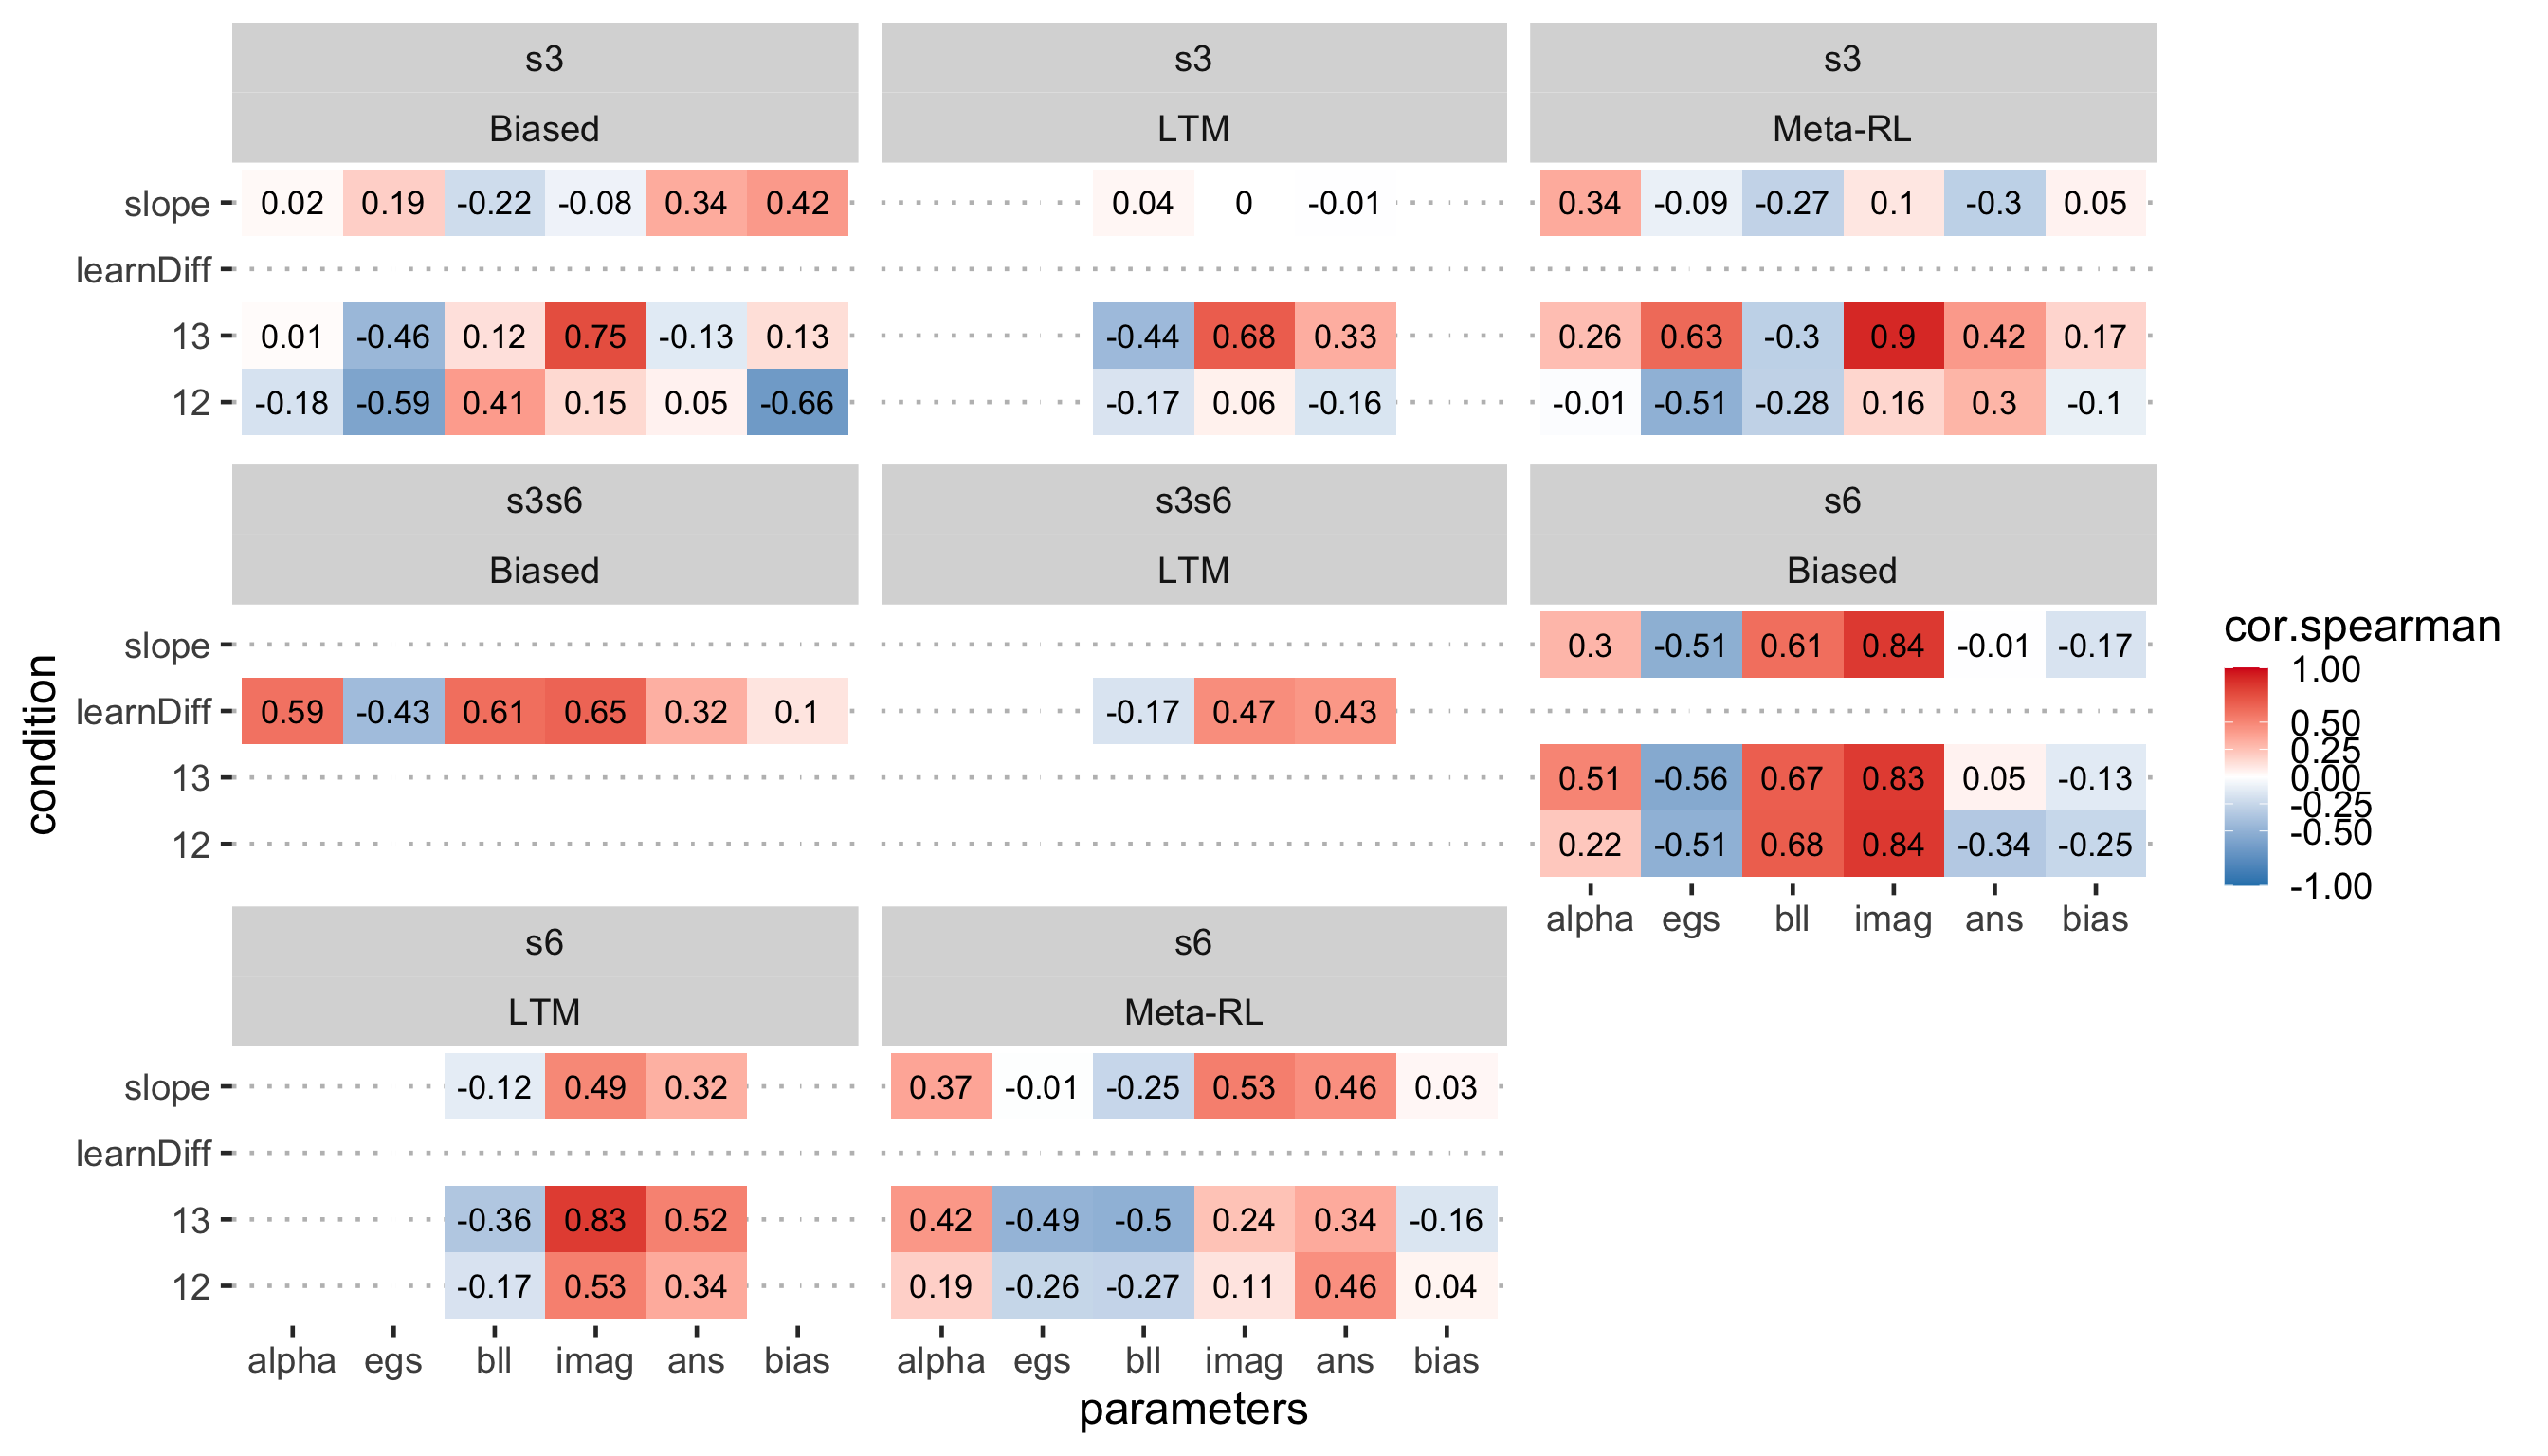 s3 s3 s3
Biased LTM Meta-RL
slope 0.02 0.19 -0.22 -0.08 0.34 0.42 0.04 0 -0.01 0.34 -0.09 -0.27 0.1 -0.3 0.05
learnDiff
13 0.01 -0.46 0.12 0.75 -0.13 0.13 -0.44 0.68 0.33 0.26 0.63 -0.3 0.9 0.42 0.17
12 -0.18 -0.59 0.41 0.15 0.05 -0.66 -0.17 0.06 -0.16 -0.01 -0.51 -0.28 0.16 0.3 -0.1
s3s6 s3s6 s6
Biased LTM Biased
slope 0.3 -0.51 0.61 0.84 -0.01 -0.17
learnDiff 0.59 -0.43 0.61 0.65 0.32 0.1 -0.17 0.47 0.43
13 0.51 -0.56 0.67 0.83 0.05 -0.13
12 0.22 -0.51 0.68 0.84 -0.34 -0.25
alpha egs bll imag ans bias
s6 s6
LTM Meta-RL
slope -0.12 0.49 0.32 0.37 -0.01 -0.25 0.53 0.46 0.03
learnDiff
13 -0.36 0.83 0.52 0.42 -0.49 -0.5 0.24 0.34 -0.16
12 -0.17 0.53 0.34 0.19 -0.26 -0.27 0.11 0.46 0.04
alpha egs bll imag ans bias alpha egs bll imag ans bias
parameters
condition
cor.spearman
1.00
0.50
0.25
0.00
-0.25
-0.50
-1.00